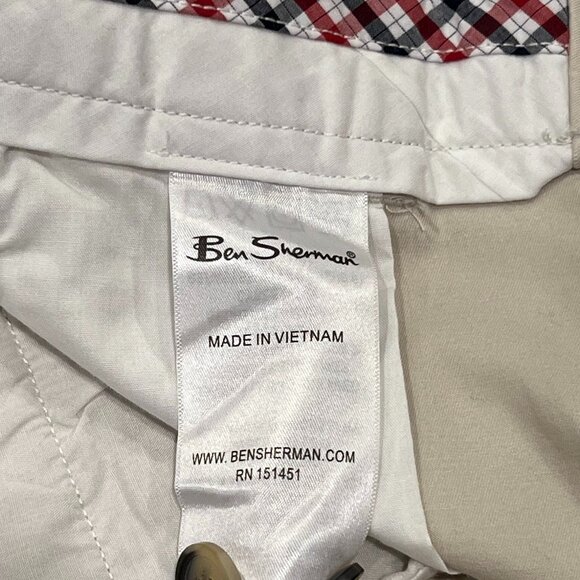 Ben Sherman®
MADE IN VIETNAM
WWW. BENSHERMAN.COM
RN 151451